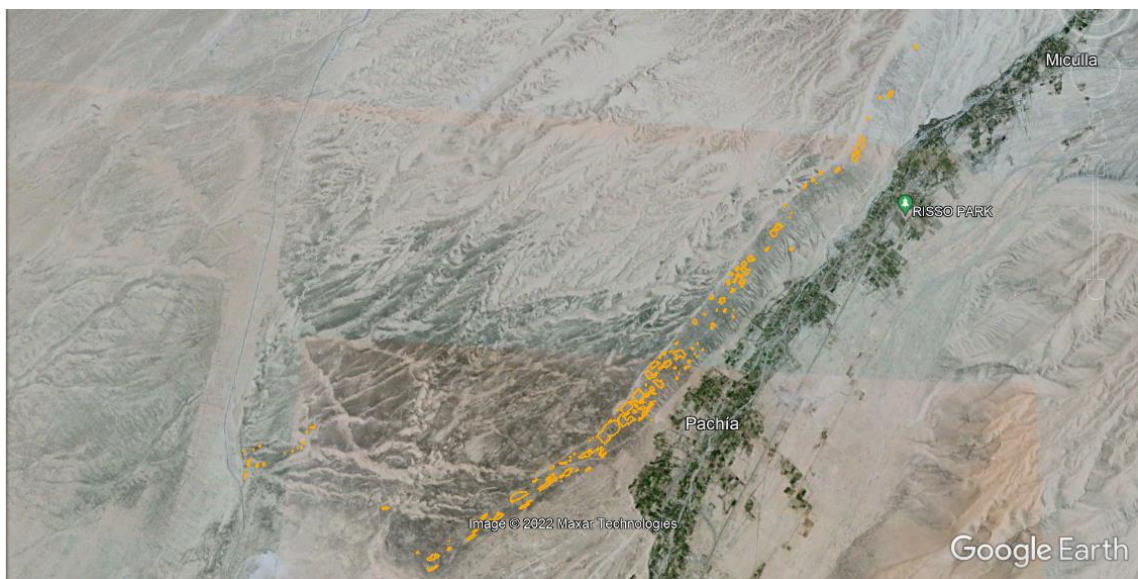 Miculla
RISSO PARK
Pachía
Image © 2022 Maxar Technologies
Google Earth